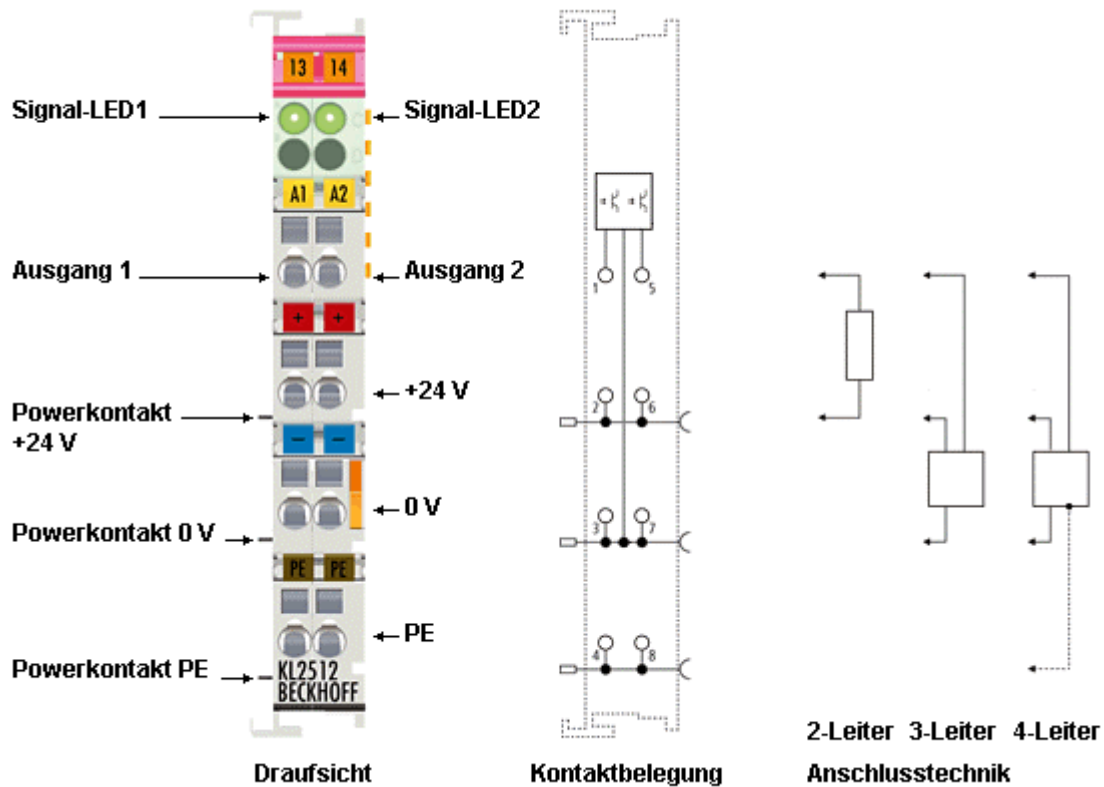 13 14
Signal-LED1
Signal-LED2
A1 A2
Ausgang 1
Ausgang 2
1 5
+ +
+24 V
2 6
Powerkontakt
+24 V
- -
0 V
3 7
Powerkontakt 0 V
PE PE
PE
4 8
Powerkontakt PE
KL2512
BECKHOFF
2-Leiter 3-Leiter 4-Leiter
Draufsicht
Kontaktbelegung
Anschlusstechnik